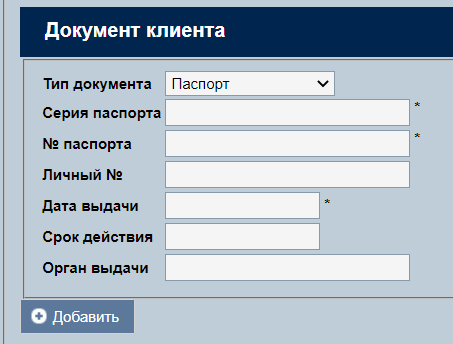 Документ клиента
Тип документа Паспорт
Серия паспорта *
№ паспорта *
Личный №
Дата выдачи *
Срок действия
Орган выдачи
Добавить